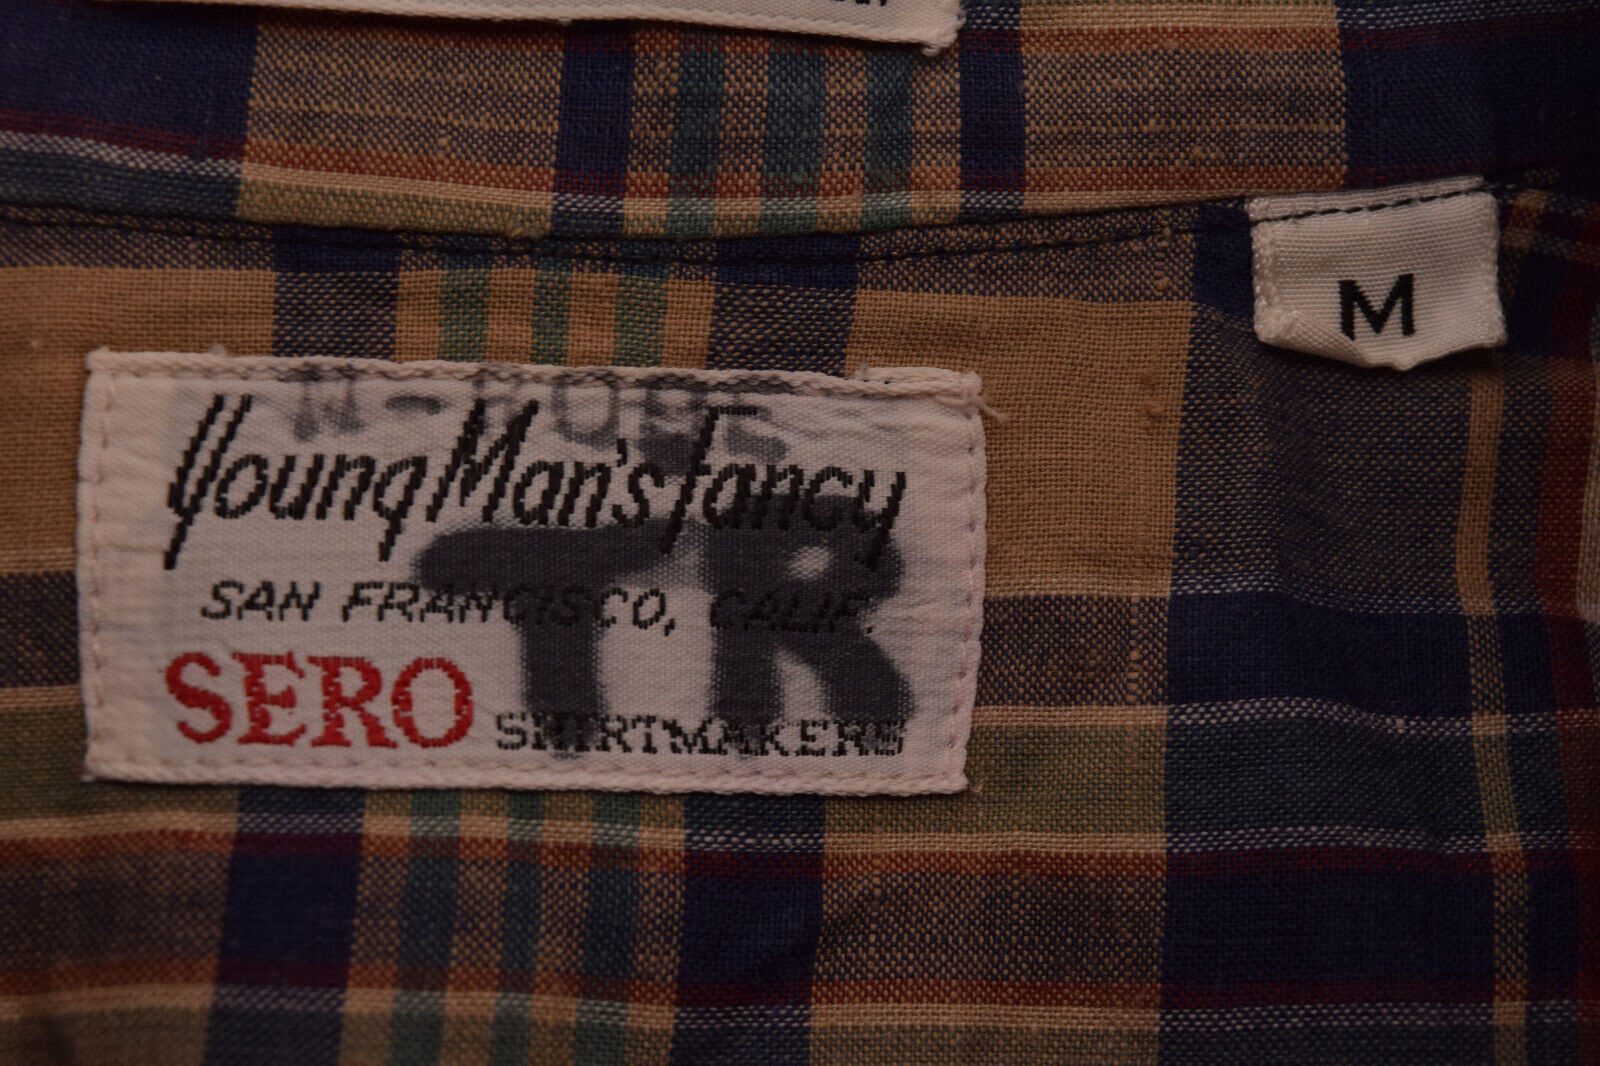 M
Young Man's Fancy
SAN FRANCISCO, CALIF.
TR
SERO SHIRTMAKERS